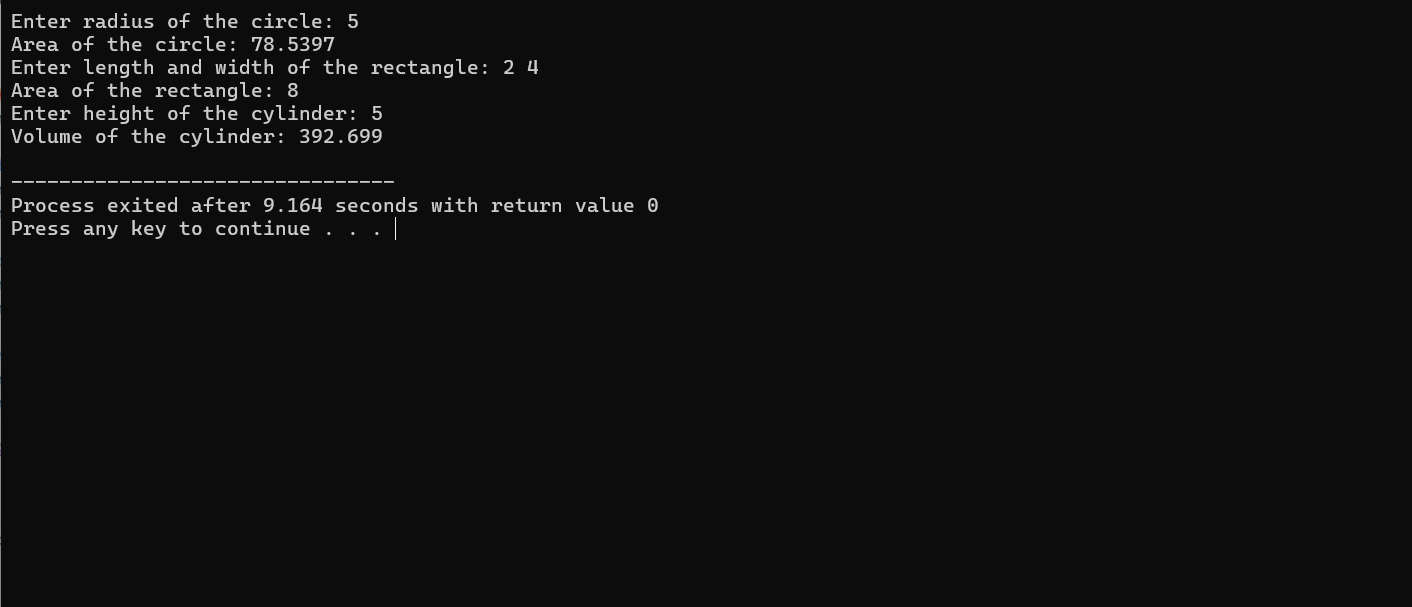 Enter radius of the circle: 5
Area of the circle: 78.5397
Enter length and width of the rectangle: 2 4
Area of the rectangle: 8
Enter height of the cylinder: 5
Volume of the cylinder: 392.699
--------------------------------
Process exited after 9.164 seconds with return value 0
Press any key to continue . . .